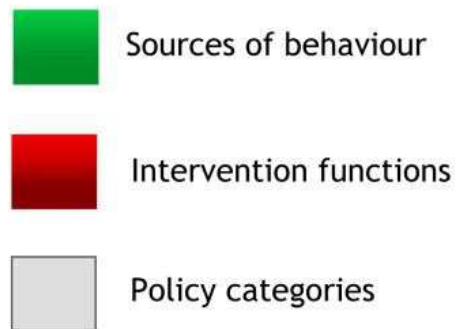 Sources of behaviour
Intervention functions
Policy categories